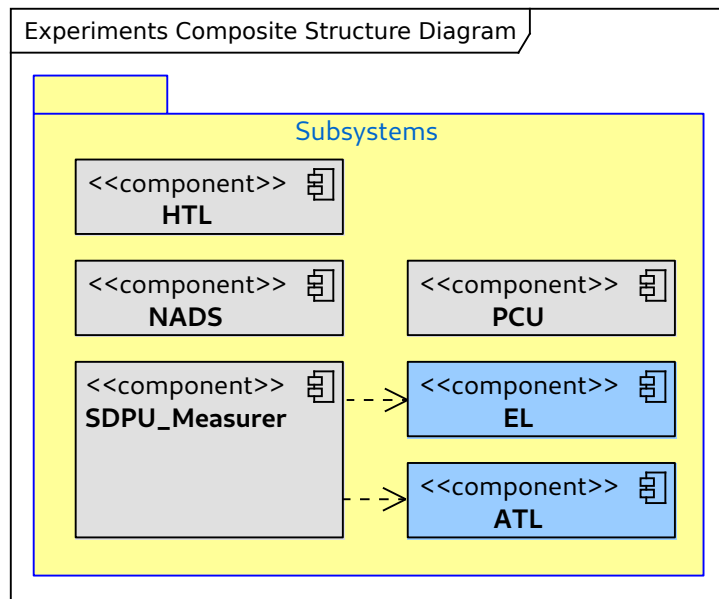 Experiments Composite Structure Diagram
Subsystems
<<component>>
HTL
<<component>>
NADS
<<component>>
PCU
<<component>>
SDPU_Measurer
<<component>>
EL
<<component>>
ATL